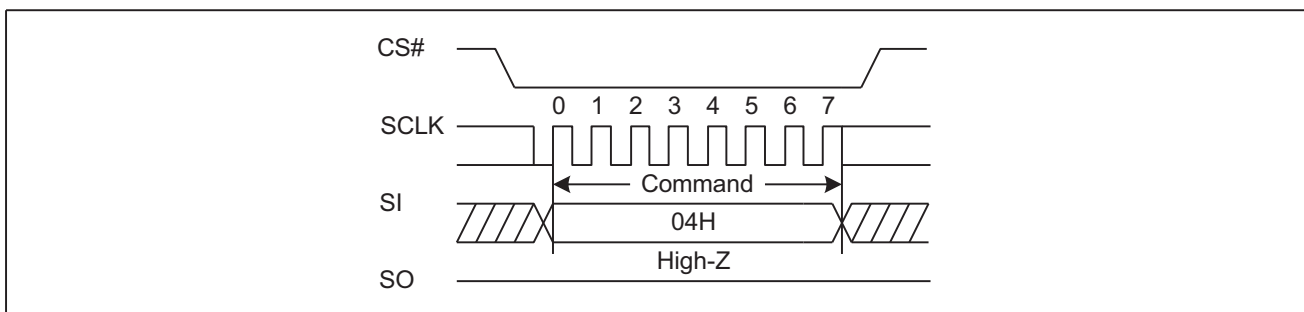 CS#
0 1 2 3 4 5 6 7
SCLK
Command
SI
04H
High-Z
SO